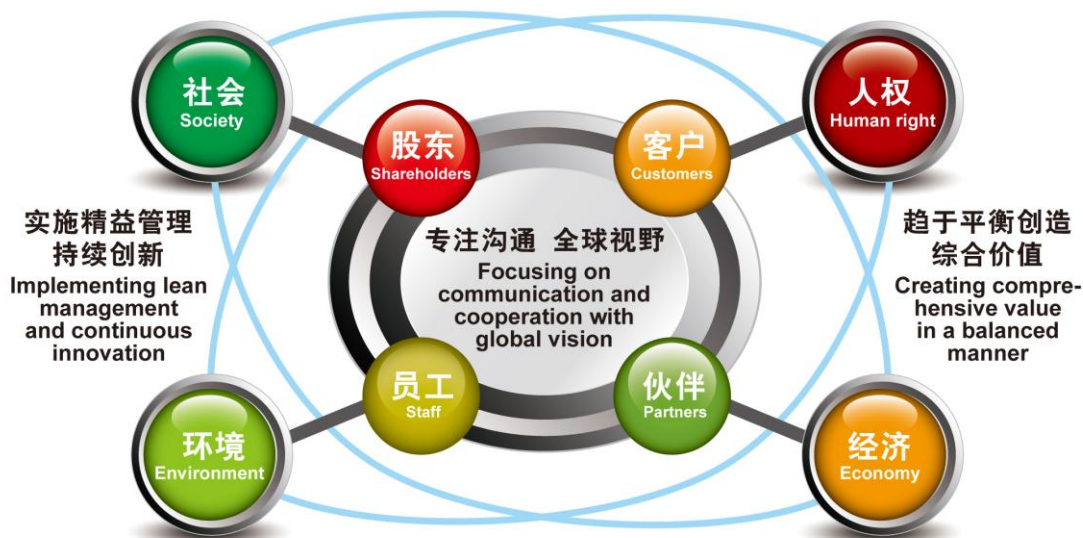 社会
Society
人权
Human right
股东
Shareholders
客户
Customers
实施精益管理
持续创新
Implementing lean
management
and continuous
innovation
专注沟通 全球视野
Focusing on
communication and
cooperation with
global vision
趋于平衡创造
综合价值
Creating compre-
hensive value
in a balanced
manner
员工
Staff
伙伴
Partners
环境
Environment
经济
Economy